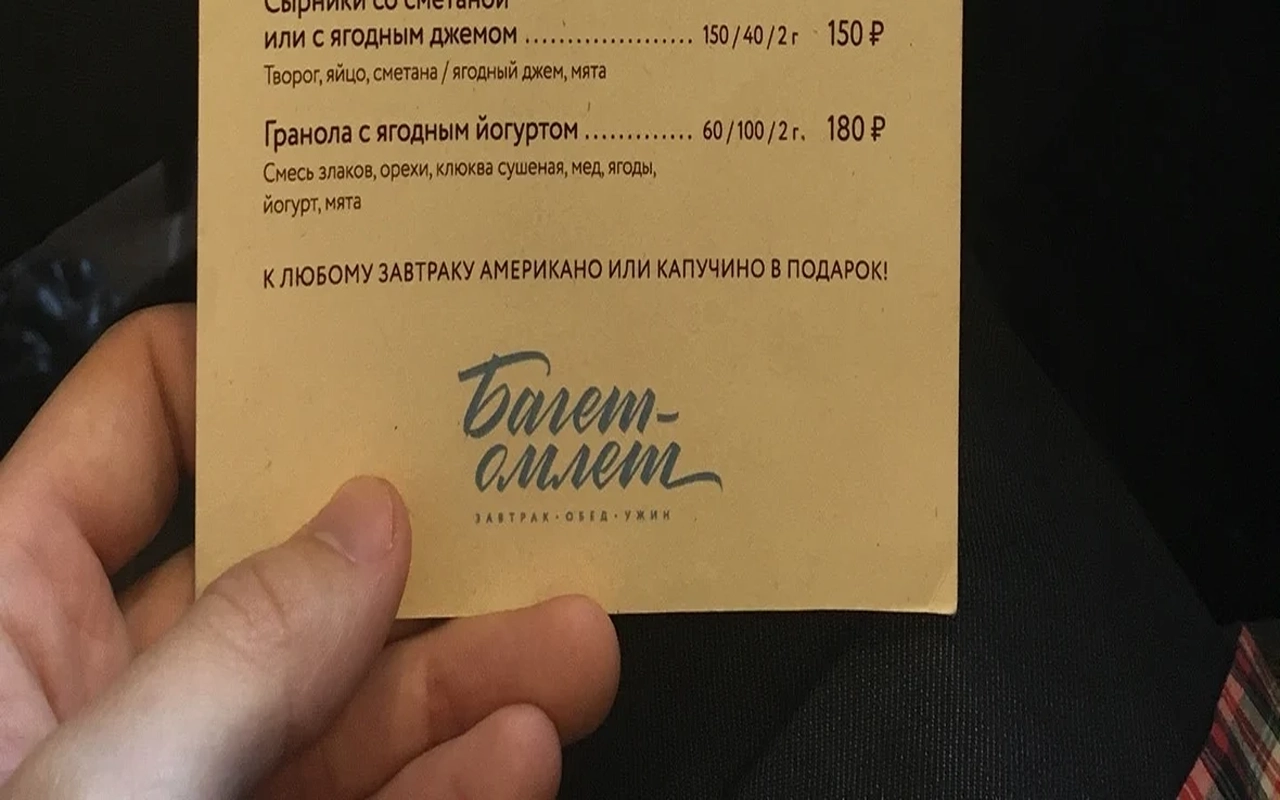 Сырники со сметаной
или с ягодным джемом .................... 150 / 40 / 2 г 150 ₽
Творог, яйцо, сметана / ягодный джем, мята
Гранола с ягодным йогуртом ............. 60 / 100 / 2 г. 180 ₽
Смесь злаков, орехи, клюква сушеная, мед, ягоды,
йогурт, мята
К ЛЮБОМУ ЗАВТРАКУ АМЕРИКАНО ИЛИ КАПУЧИНО В ПОДАРОК!
Багет-
омлет
ЗАВТРАК · ОБЕД · УЖИН